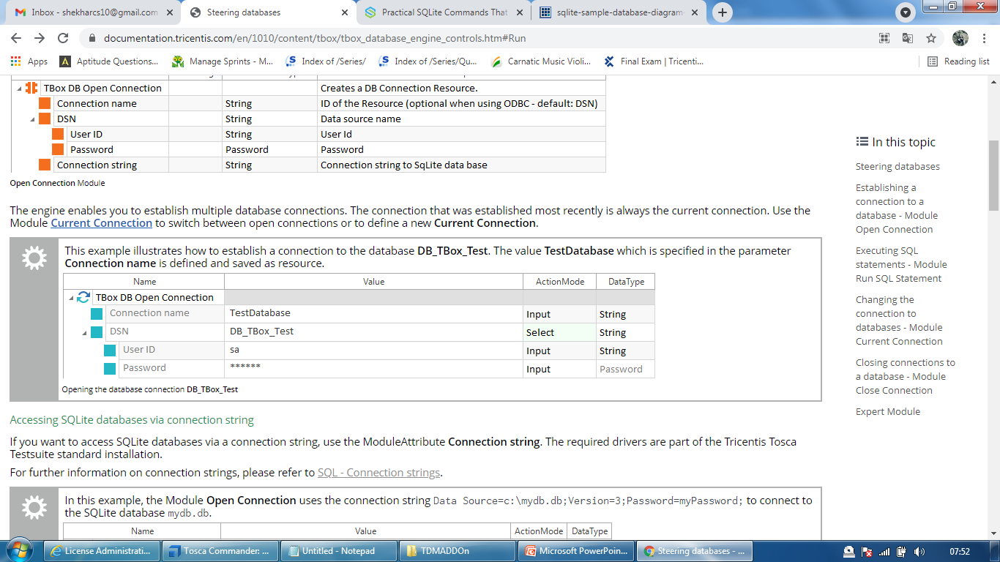 Inbox - shekharcs10@gmail.com
Steering databases
Practical SQLite Commands That
sqlite-sample-database-diagram-
documentation.tricentis.com/en/1010/content/tbox/tbox_database_engine_controls.htm#Run
Apps
Aptitude Questions...
Manage Sprints - M...
Index of /Series/
Index of /Series/Qu...
Carnatic Music Violi...
Final Exam | Tricenti...
Reading list
TBox DB Open Connection Creates a DB Connection Resource.
Connection name String ID of the Resource (optional when using ODBC - default: DSN)
DSN String Data source name
User ID String User Id
Password Password Password
Connection string String Connection string to SqLite data base
Open Connection Module
The engine enables you to establish multiple database connections. The connection that was established most recently is always the current connection. Use the
Module Current Connection to switch between open connections or to define a new Current Connection.
This example illustrates how to establish a connection to the database DB_TBox_Test. The value TestDatabase which is specified in the parameter
Connection name is defined and saved as resource.
Name Value ActionMode DataType
TBox DB Open Connection
Connection name TestDatabase Input String
DSN DB_TBox_Test Select String
User ID sa Input String
Password ****** Input Password
Opening the database connection DB_TBox_Test
Accessing SQLite databases via connection string
If you want to access SQLite databases via a connection string, use the ModuleAttribute Connection string. The required drivers are part of the Tricentis Tosca
Testsuite standard installation.
For further information on connection strings, please refer to SQL - Connection strings.
In this example, the Module Open Connection uses the connection string Data Source=c:\mydb.db;Version=3;Password=myPassword; to connect to
the SQLite database mydb.db.
Name Value ActionMode DataType
In this topic
Steering databases
Establishing a
connection to a
database - Module
Open Connection
Executing SQL
statements - Module
Run SQL Statement
Changing the
connection to
databases - Module
Current Connection
Closing connections to
a database - Module
Close Connection
Expert Module
License Administrati...
Tosca Commander: ...
Untitled - Notepad
TDMADDOn
Microsoft PowerPoin...
Steering databases - ...
07:52